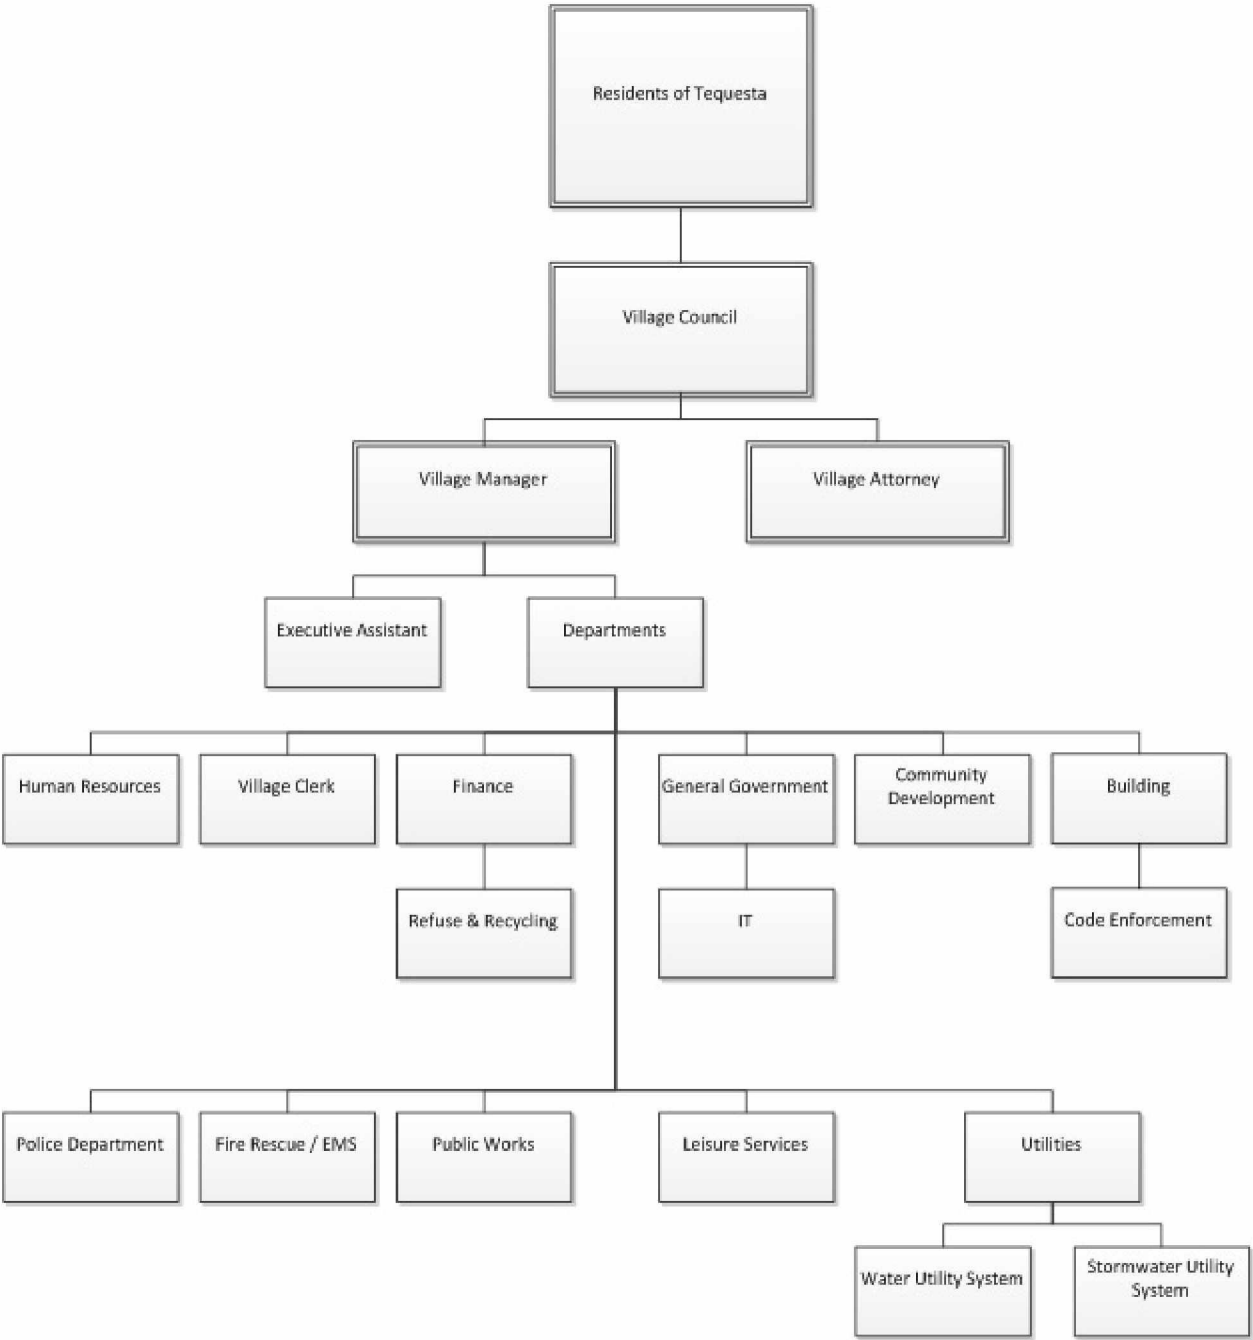 Residents of Tequesta
Village Council
Village Manager
Village Attorney
Executive Assistant
Departments
Human Resources
Village Clerk
Finance
General Government
Community
Development
Building
Refuse & Recycling
IT
Code Enforcement
Police Department
Fire Rescue / EMS
Public Works
Leisure Services
Utilities
Water Utility System
Stormwater Utility
System